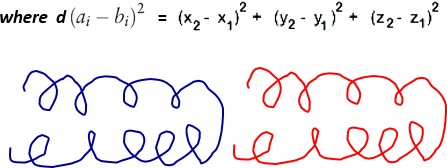 where d (aᵢ − bᵢ)² = (x₂ - x₁)² + (y₂ - y₁)² + (z₂ - z₁)²